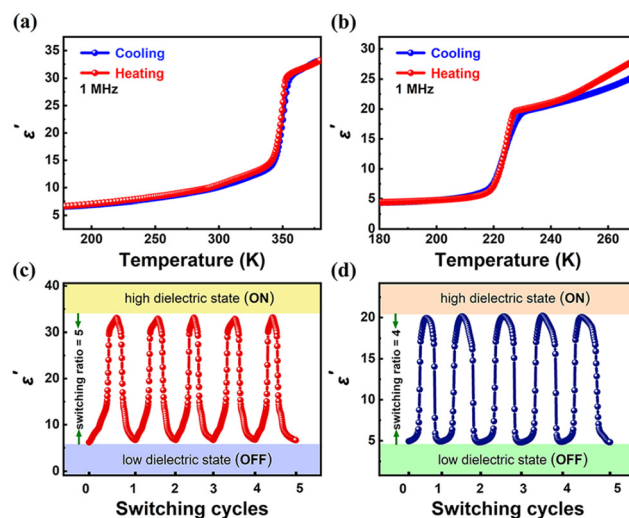 (a)
(b)
Cooling
Heating
1 MHz
ε'
35
30
25
20
15
10
5
200 250 300 350
Temperature (K)
Cooling
Heating
1 MHz
ε'
30
25
20
15
10
5
0
180 200 220 240 260
Temperature (K)
(c)
(d)
high dielectric state (ON)
switching ratio = 5
low dielectric state (OFF)
ε'
40
30
20
10
0
0 1 2 3 4 5
Switching cycles
high dielectric state (ON)
switching ratio = 4
low dielectric state (OFF)
ε'
20
15
10
5
0 1 2 3 4 5
Switching cycles